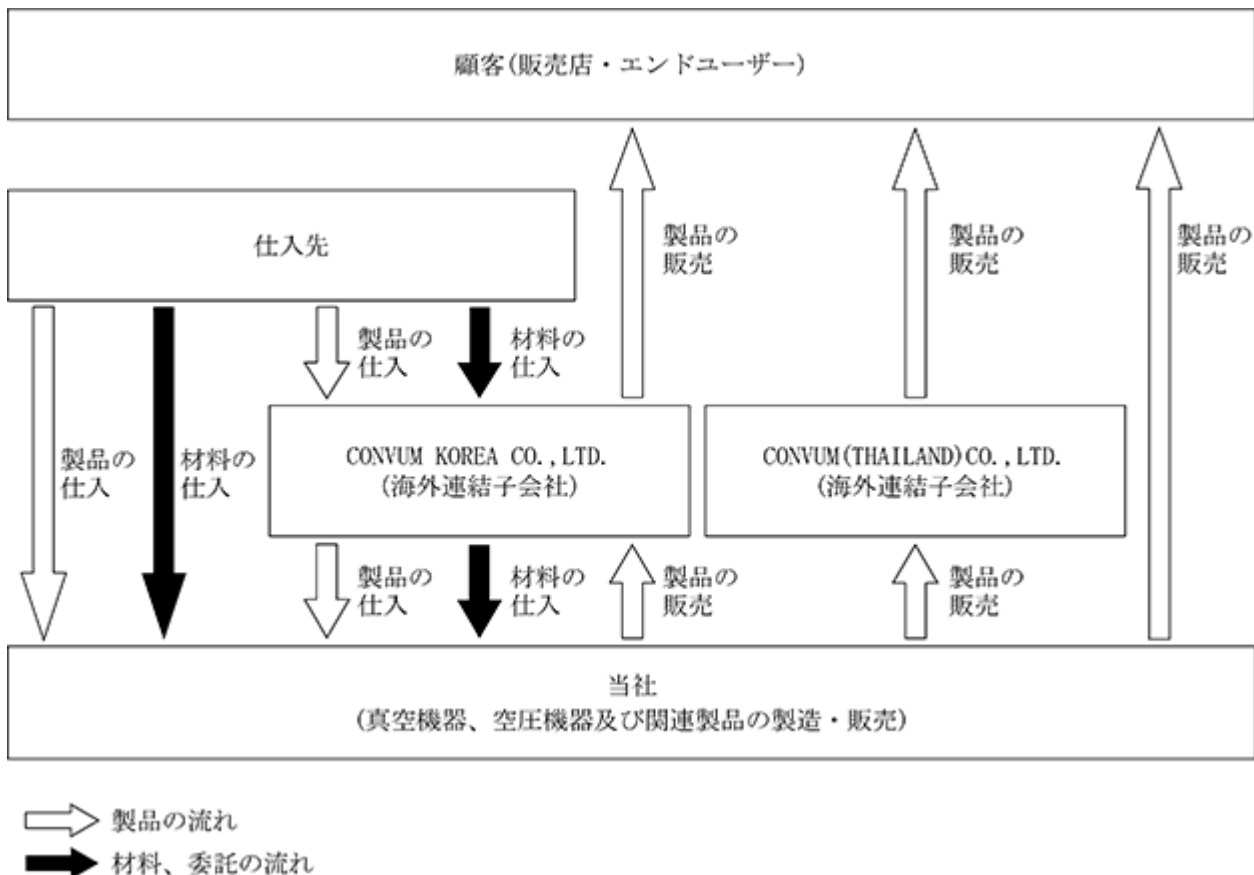 顧客(販売店・エンドユーザー)
仕入先
製品の
販売
製品の
販売
製品の
販売
製品の
仕入
材料の
仕入
製品の
仕入
材料の
仕入
CONVUM KOREA CO.,LTD.
(海外連結子会社)
CONVUM(THAILAND)CO.,LTD.
(海外連結子会社)
製品の
仕入
材料の
仕入
製品の
販売
製品の
販売
当社
(真空機器、空圧機器及び関連製品の製造・販売)
製品の流れ
材料、委託の流れ